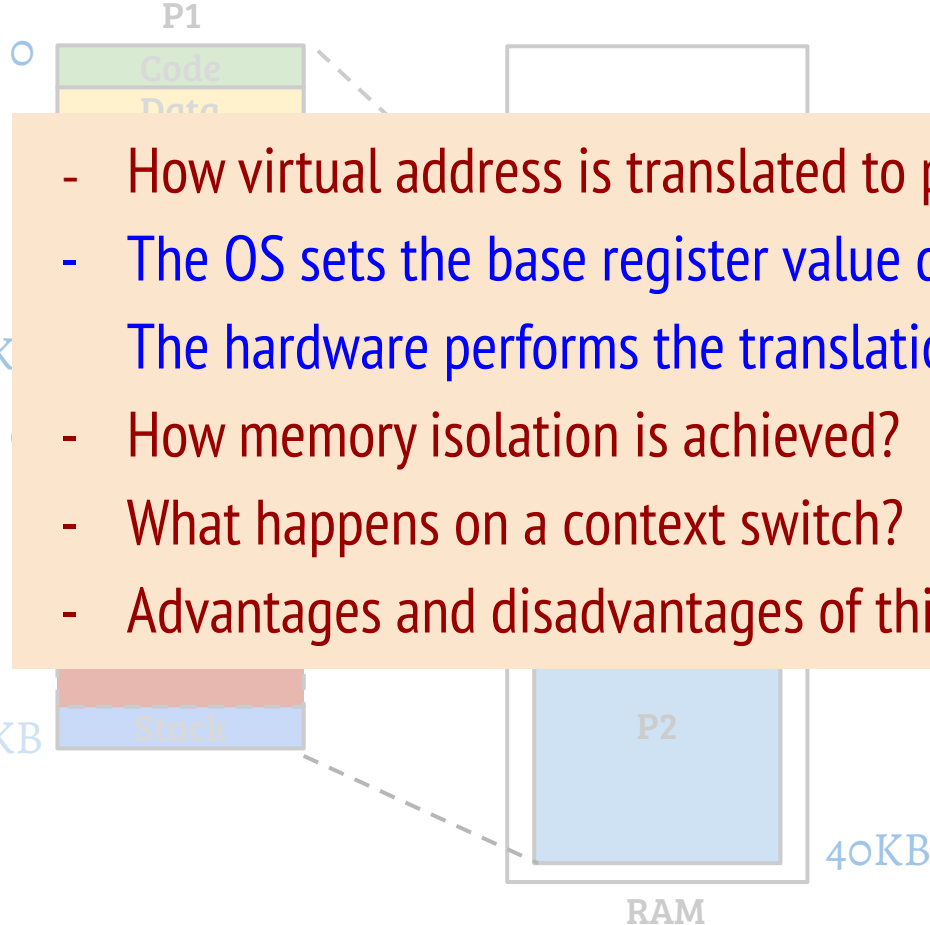 P1
0
Code
Data
- How virtual address is translated to
- The OS sets the base register value
The hardware performs the
- How memory isolation is achieved?
- What happens on a context switch?
- Advantages and disadvantages of
Stack
KB
P2
40KB
RAM